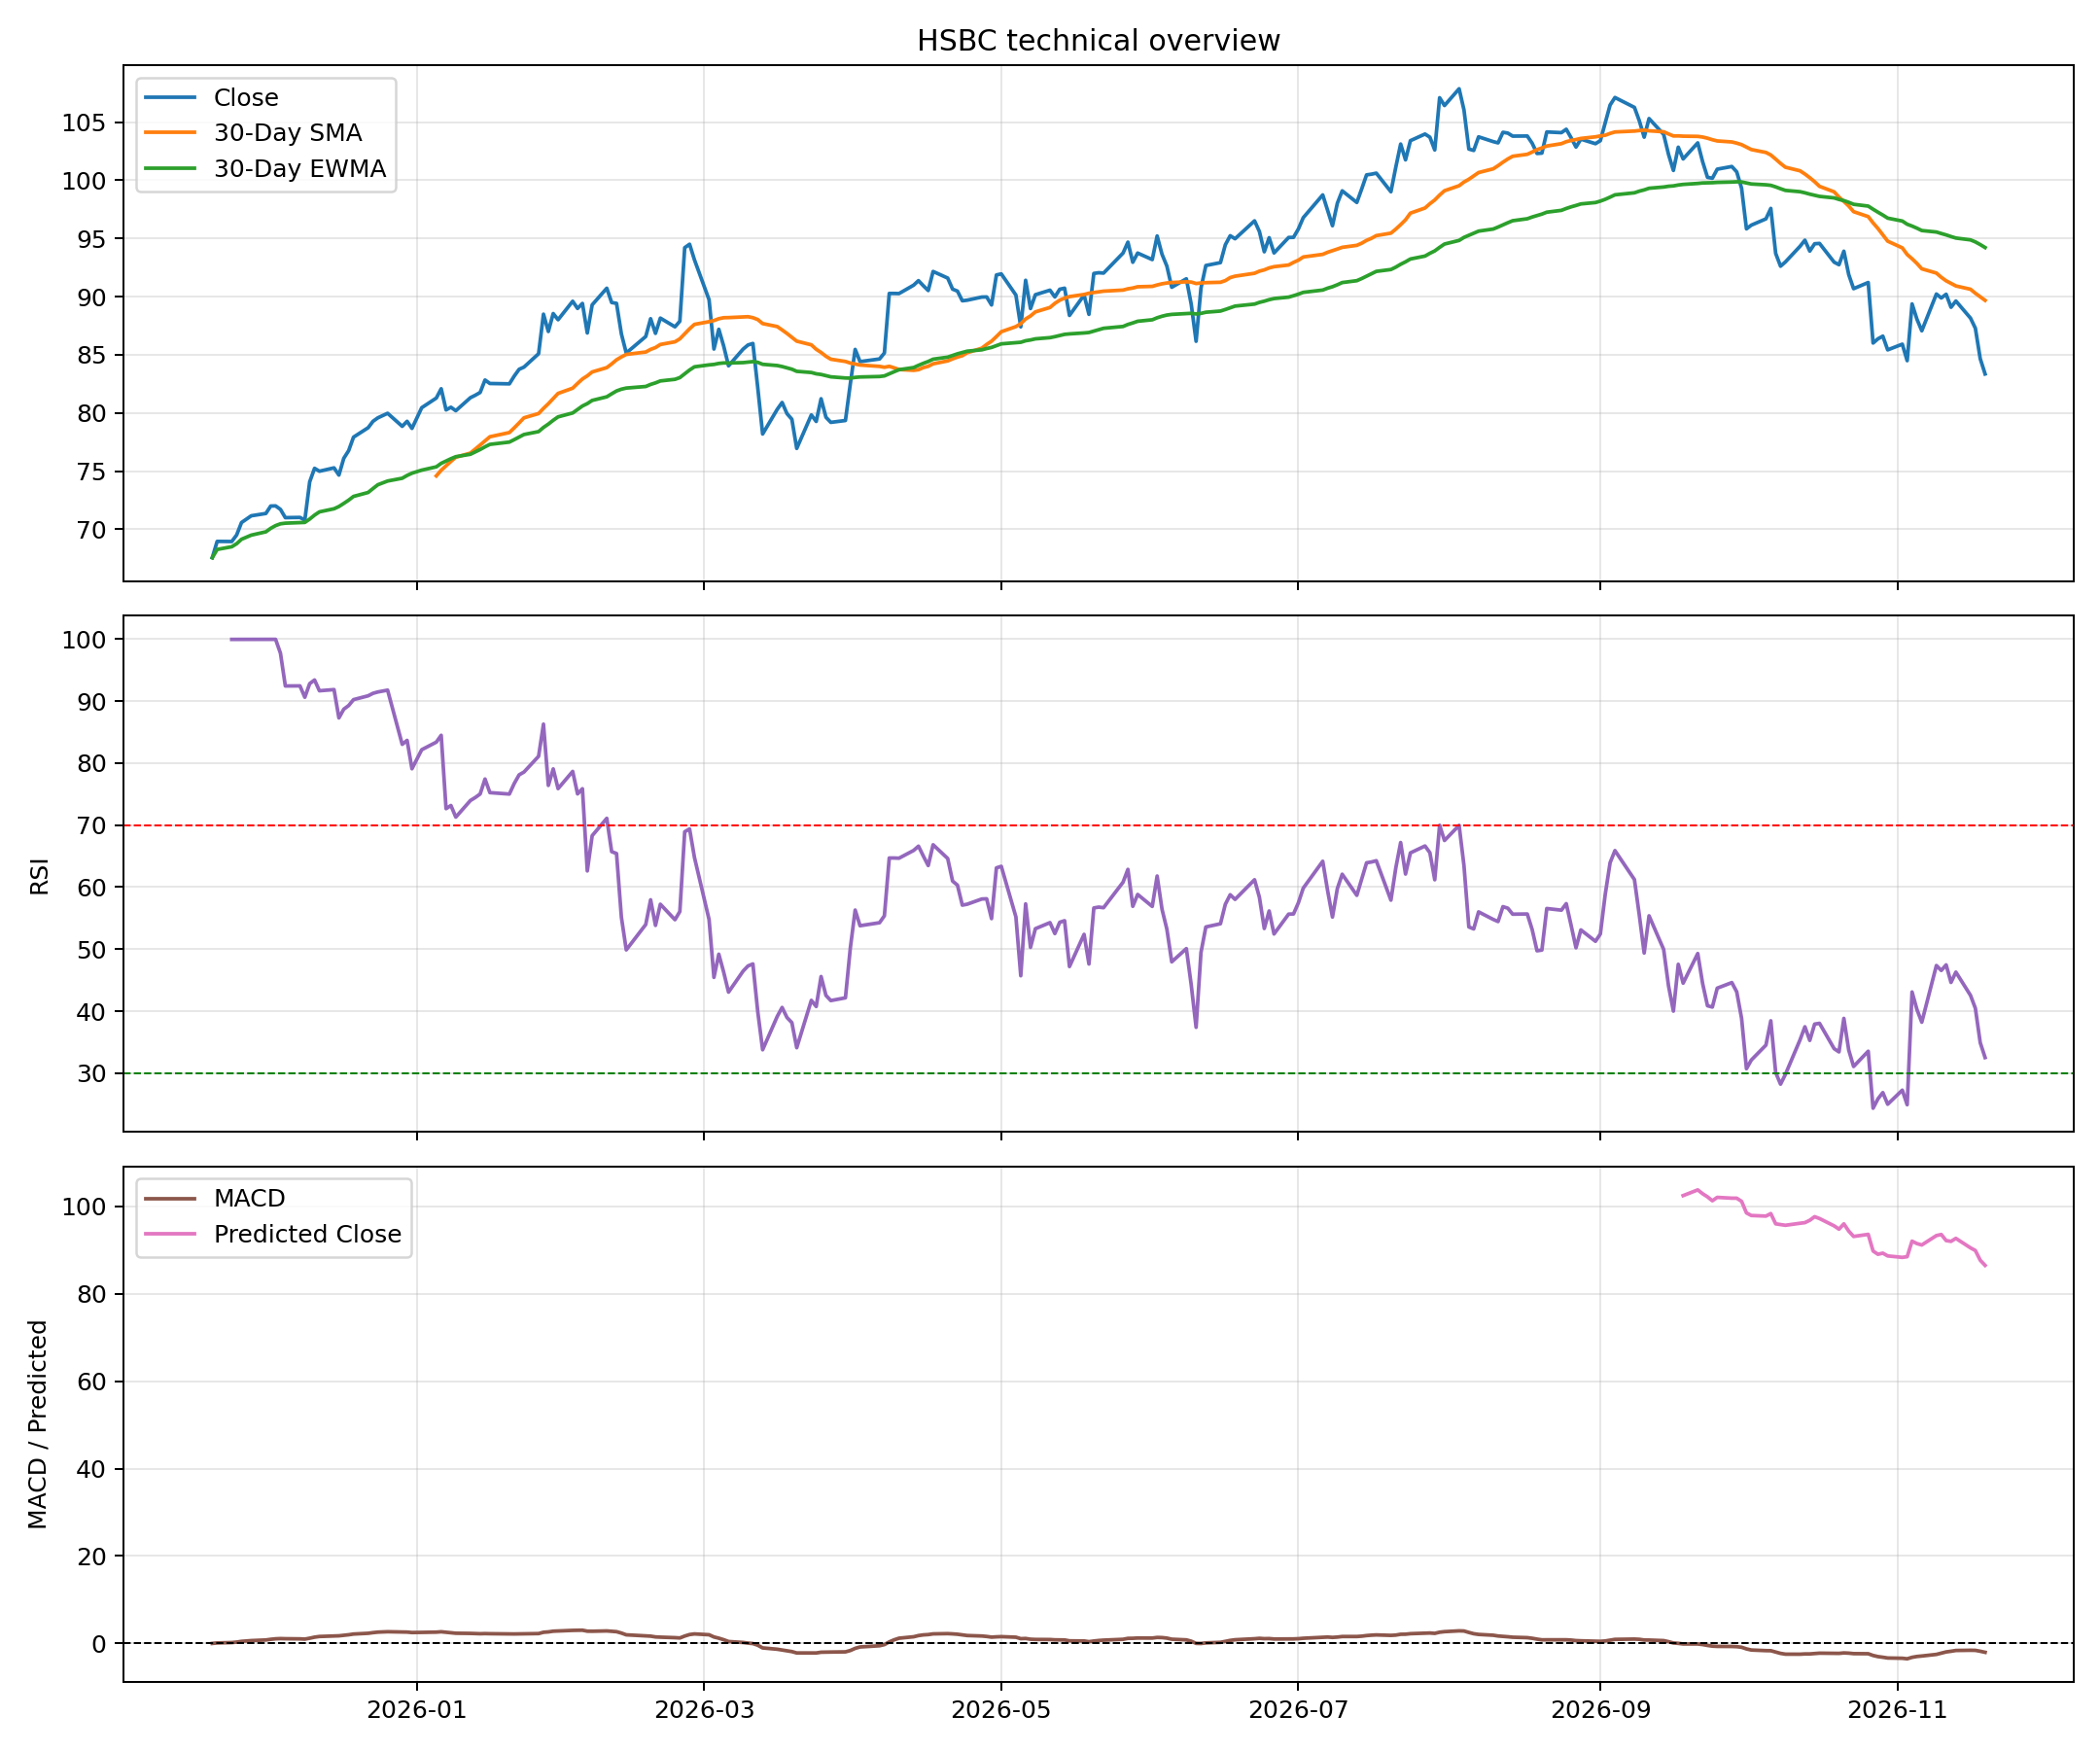 HSBC technical overview
Close
30-Day SMA
30-Day EWMA
105
100
95
90
85
80
75
70
100
90
80
70
60
50
40
30
RSI
MACD
Predicted Close
100
80
60
40
20
0
MACD / Predicted
2026-01 2026-03 2026-05 2026-07 2026-09 2026-11